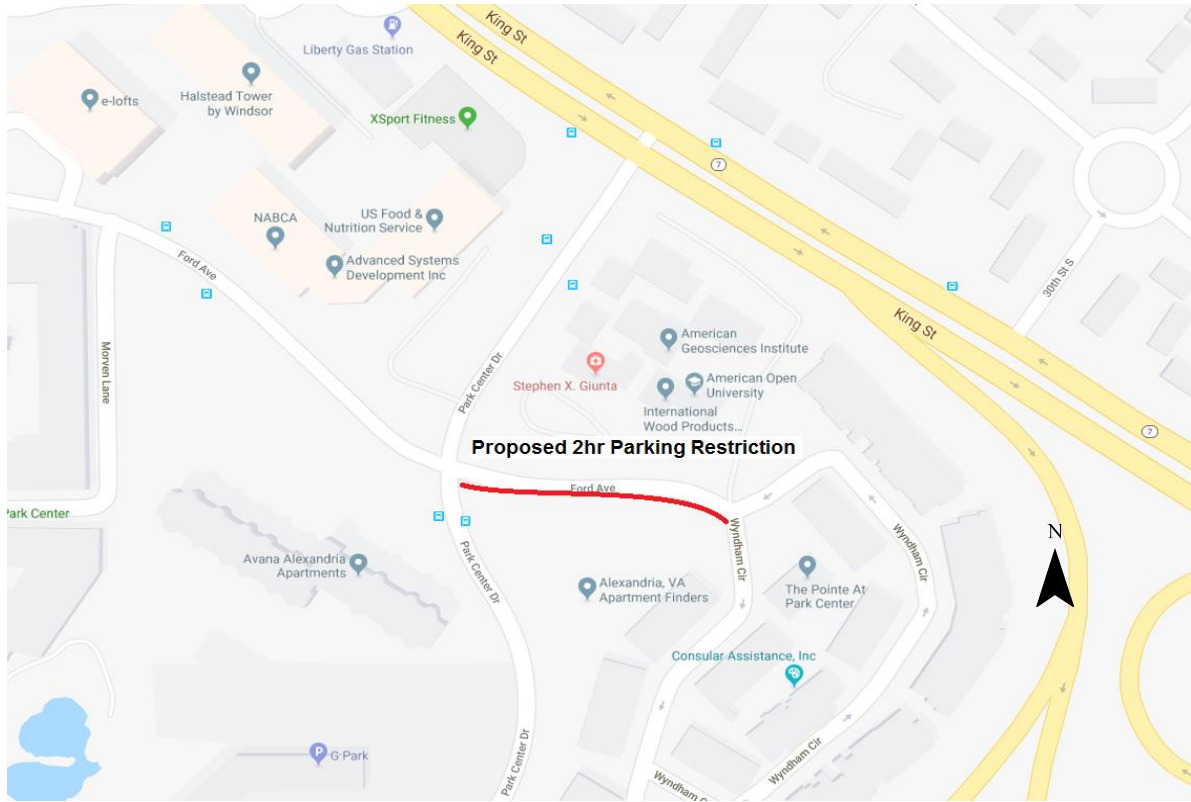 King St
King St
Liberty Gas Station
e-lofts
Halstead Tower
by Windsor
XSport Fitness
7
NABCA
US Food &
Nutrition Service
Advanced Systems
Development Inc
Ford Ave
30th St S
King St
Morven Lane
Park Center Dr
American
Geosciences Institute
Stephen X. Giunta
American Open
University
International
Wood Products...
7
Proposed 2hr Parking Restriction
Ford Ave
Park Center
N
Wyndham Cir
Wyndham Cir
Avana Alexandria
Apartments
Park Center Dr
Alexandria, VA
Apartment Finders
The Pointe At
Park Center
Consular Assistance, Inc
P
G Park
Park Center Dr
Wyndham Cir
Wyndham C